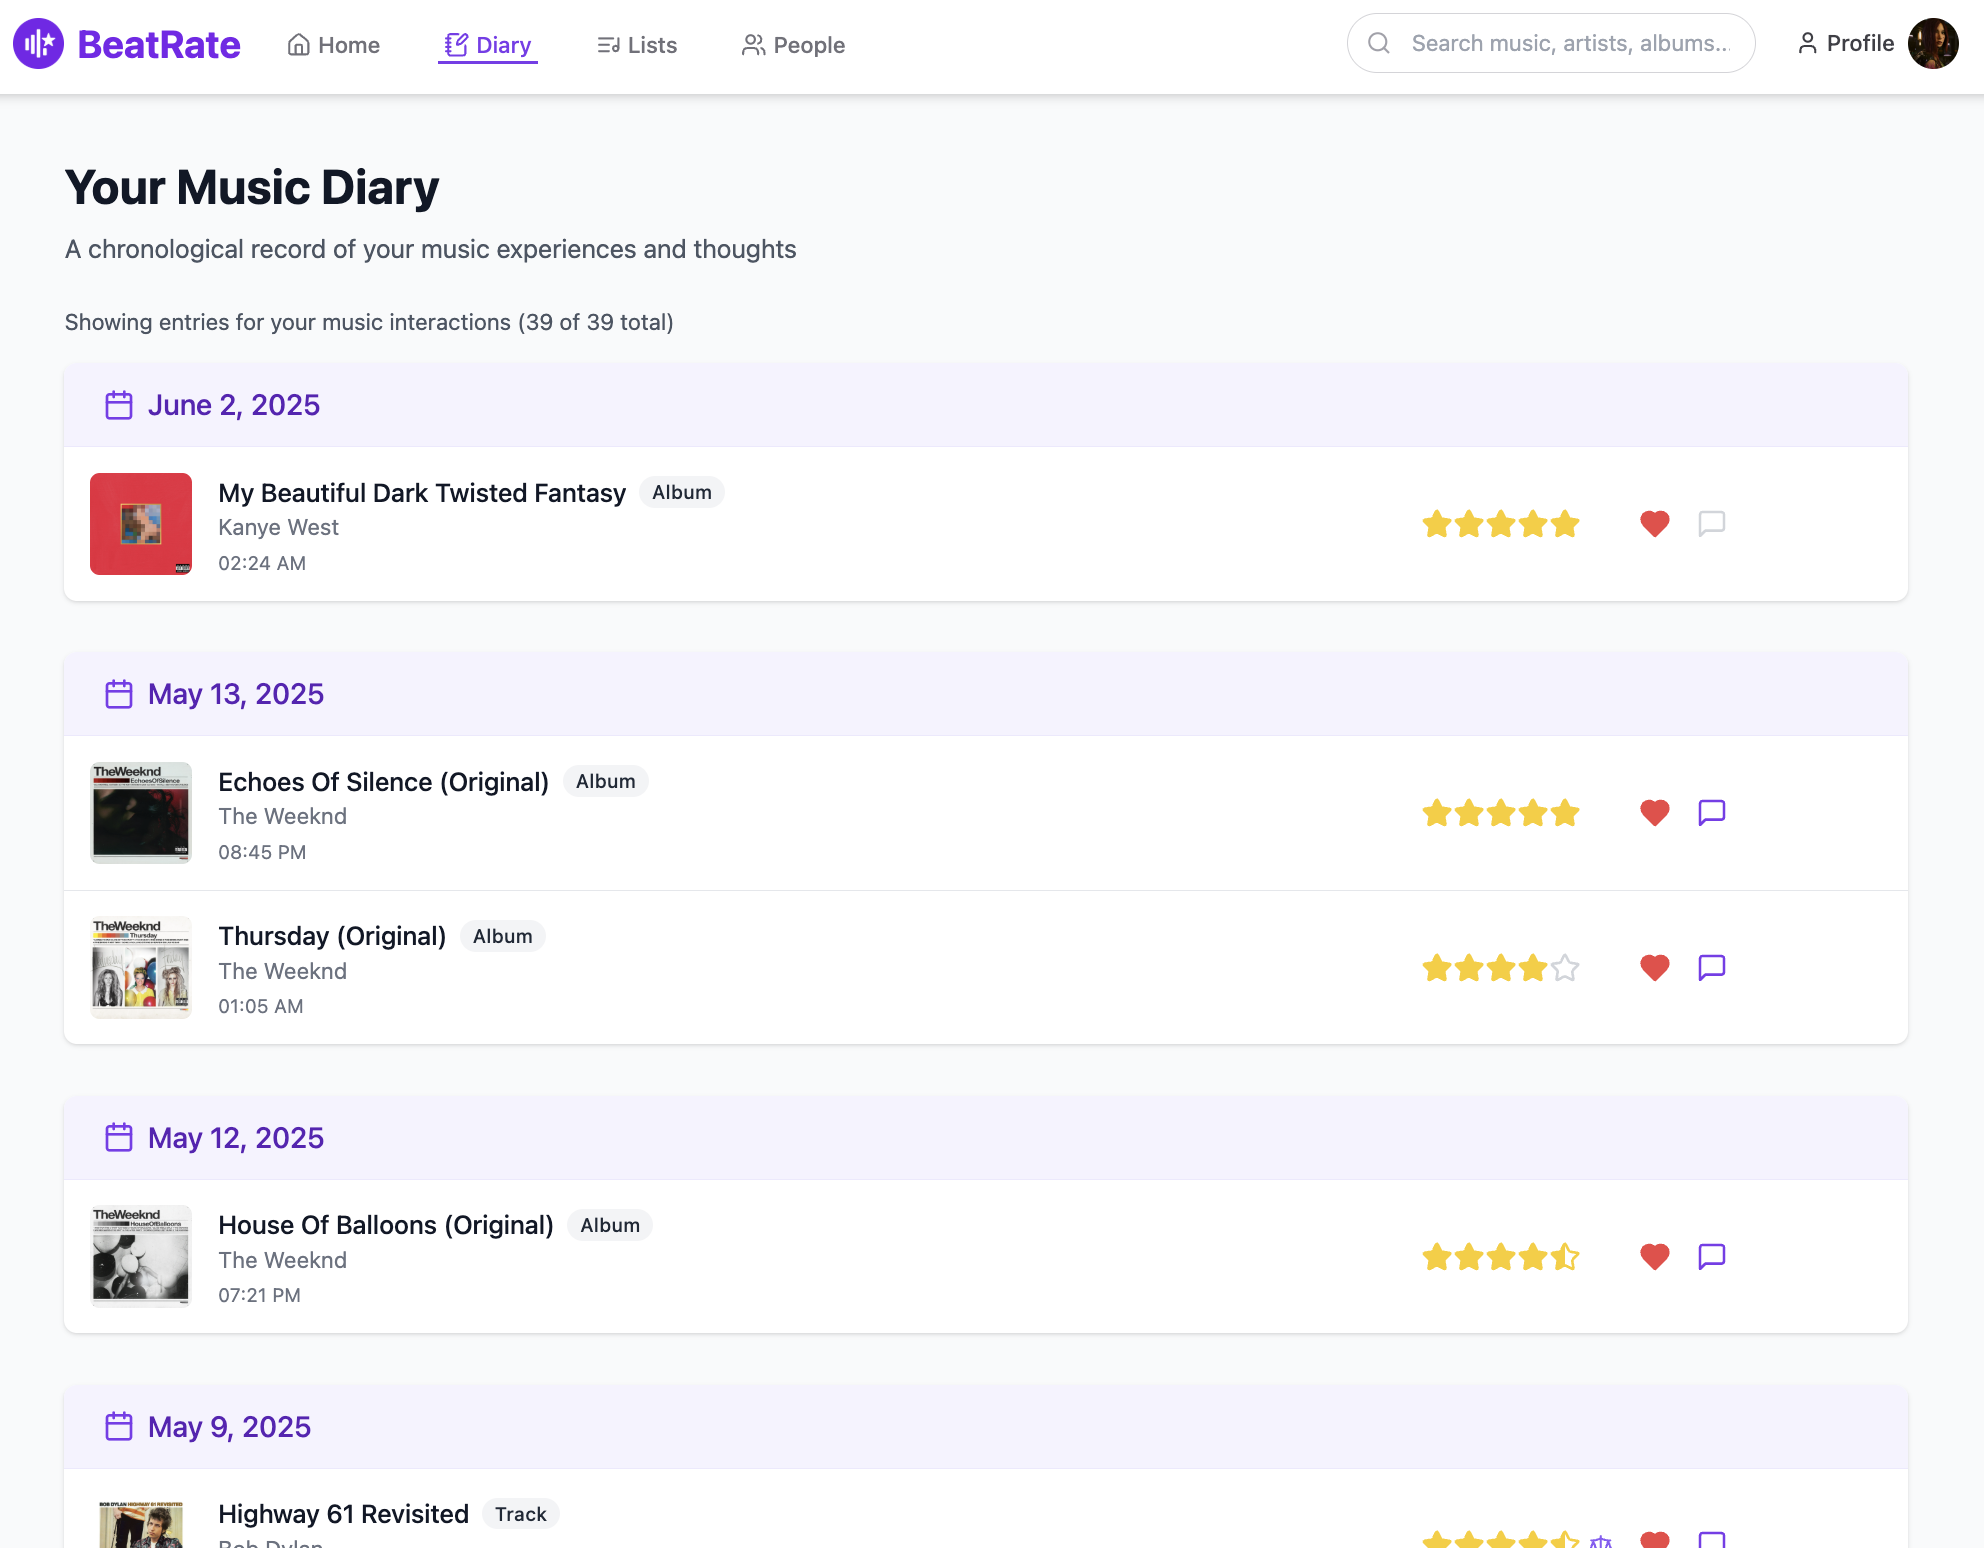 BeatRate
Home
Diary
Lists
People
Search music, artists, albums...
Profile
Your Music Diary
A chronological record of your music experiences and thoughts
Showing entries for your music interactions (39 of 39 total)
June 2, 2025
My Beautiful Dark Twisted Fantasy Album
Kanye West
02:24 AM
May 13, 2025
TheWeeknd
EchoesOfSilence
Echoes Of Silence (Original) Album
The Weeknd
08:45 PM
TheWeeknd
Thursday
Thursday (Original) Album
The Weeknd
01:05 AM
May 12, 2025
TheWeeknd
HouseOfBalloons
House Of Balloons (Original) Album
The Weeknd
07:21 PM
May 9, 2025
BOB DYLAN HIGHWAY 61 REVISITED
Highway 61 Revisited Track
Bob Dylan